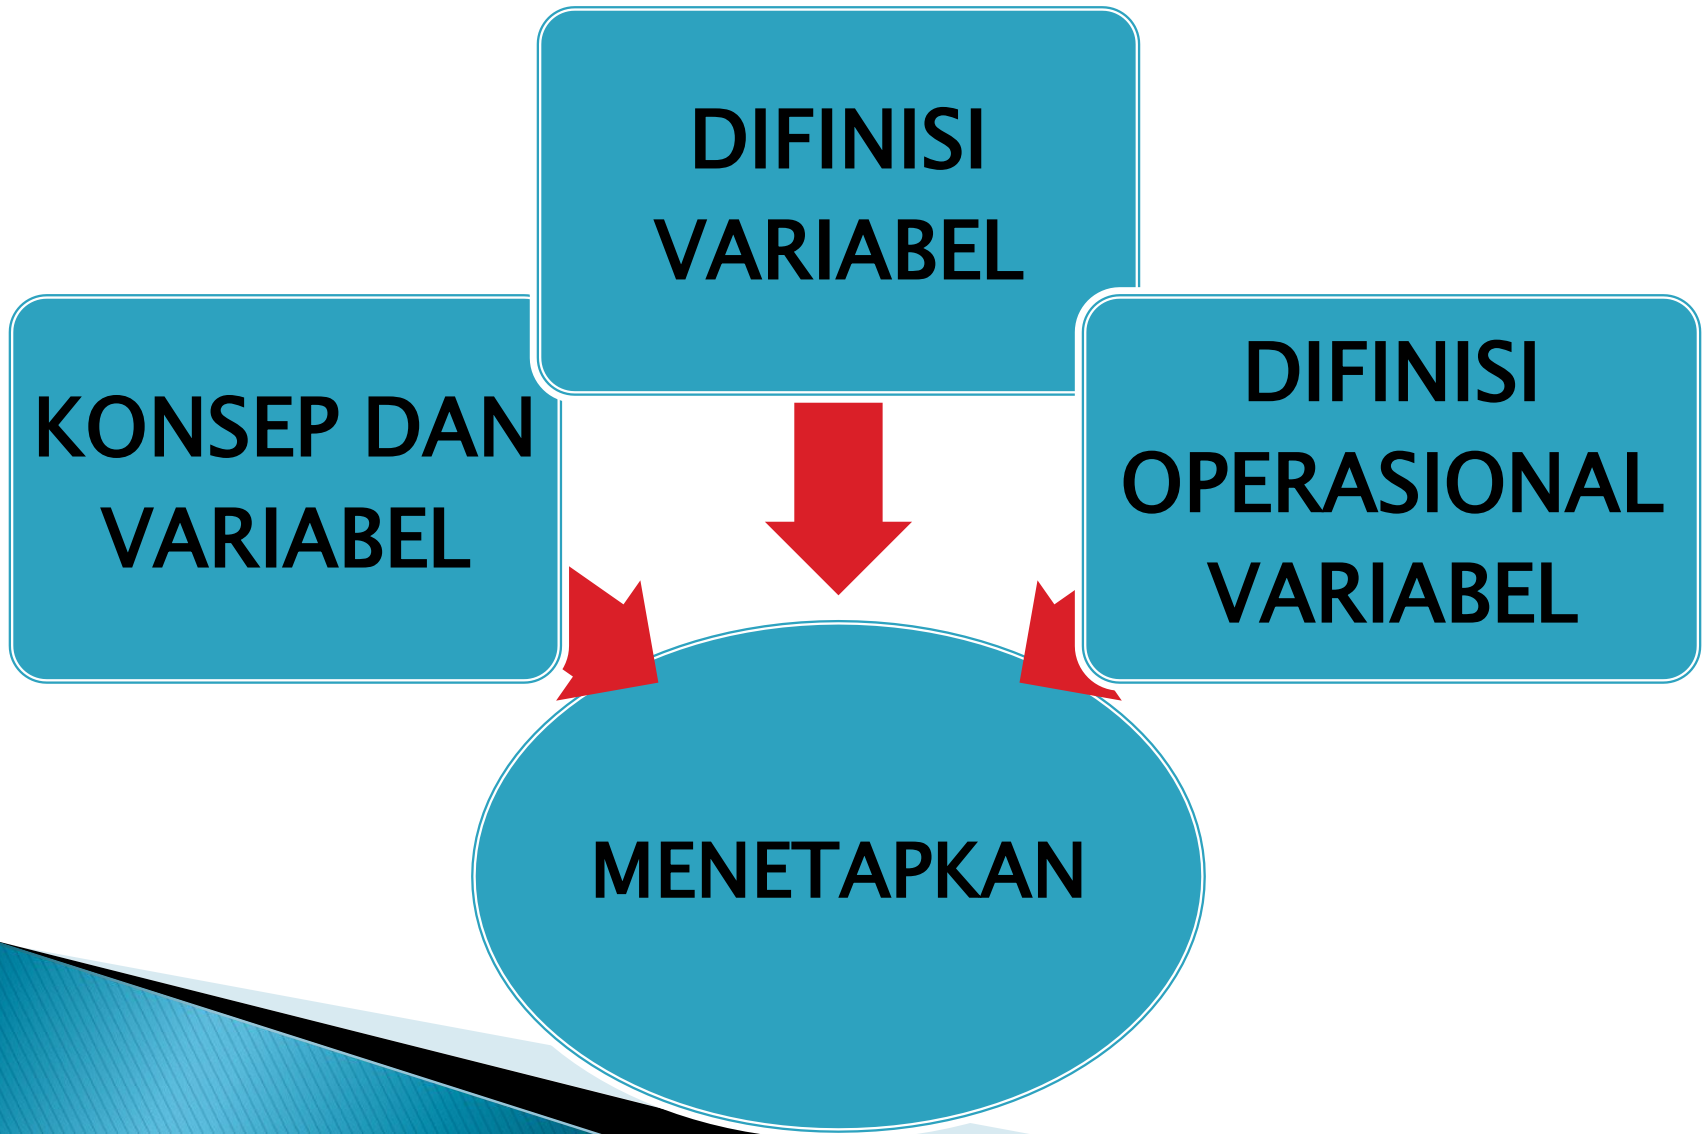 DIFINISI
VARIABEL
KONSEP DAN
VARIABEL
DIFINISI
OPERASIONAL
VARIABEL
MENETAPKAN